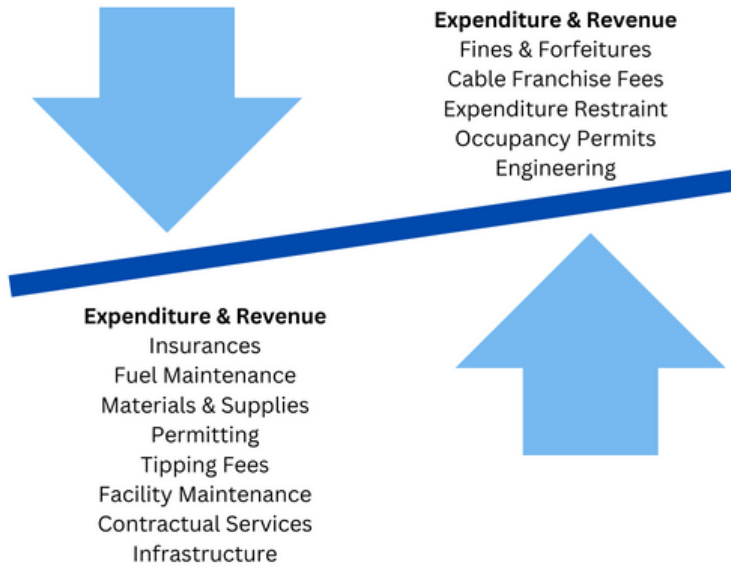 Expenditure & Revenue
Fines & Forfeitures
Cable Franchise Fees
Expenditure Restraint
Occupancy Permits
Engineering
Expenditure & Revenue
Insurances
Fuel Maintenance
Materials & Supplies
Permitting
Tipping Fees
Facility Maintenance
Contractual Services
Infrastructure